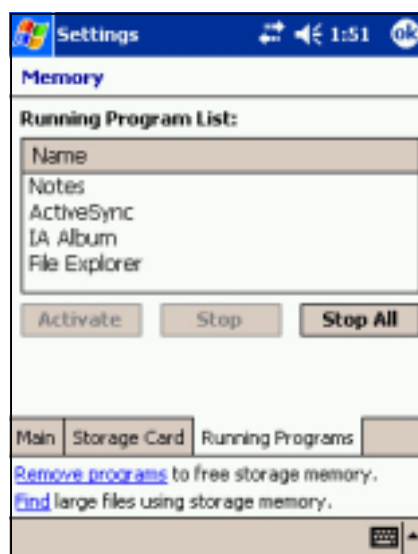 Settings 1:51 ok
Memory
Running Program List:
Name
Notes
ActiveSync
IA Album
File Explorer
Activate Stop Stop All
Main Storage Card Running Programs
Remove programs to free storage memory.
Find large files using storage memory.